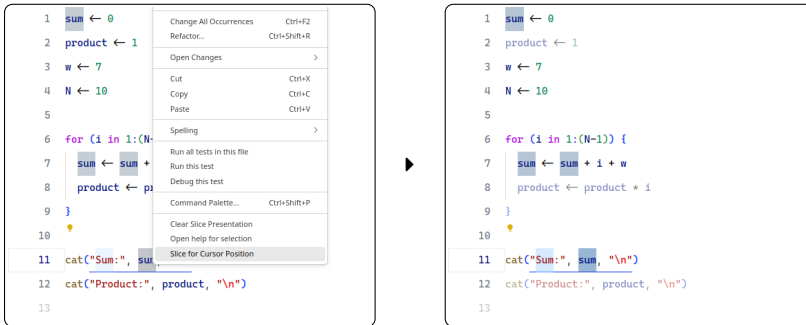 1 sum ← 0
2 product ← 1
3 w ← 7
4 N ← 10
5
6 for (i in 1:(N-
7 sum ← sum +
8 product ← pr
9 }
10
11 cat("Sum:", sum,
12 cat("Product:", product, "\n")
13
Change All Occurrences Ctrl+F2
Refactor... Ctrl+Shift+R
Open Changes >
Cut Ctrl+X
Copy Ctrl+C
Paste Ctrl+V
Spelling >
Run all tests in this file
Run this test
Debug this test
Command Palette... Ctrl+Shift+P
Clear Slice Presentation
Open help for selection
Slice for Cursor Position
1 sum ← 0
2 product ← 1
3 w ← 7
4 N ← 10
5
6 for (i in 1:(N-1)) {
7 sum ← sum + i + w
8 product ← product * i
9 }
10
11 cat("Sum:", sum, "\n")
12 cat("Product:", product, "\n")
13